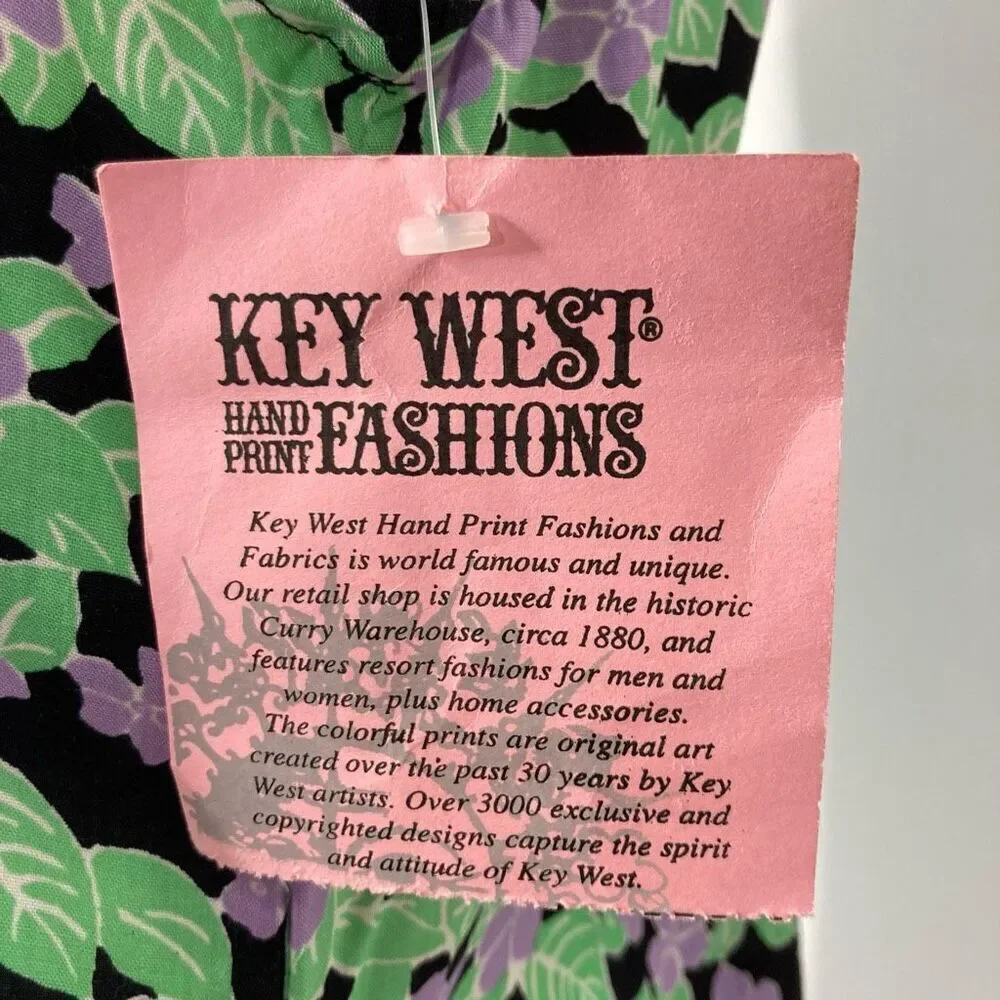 KEY WEST®
HAND PRINT FASHIONS
Key West Hand Print Fashions and
Fabrics is world famous and unique.
Our retail shop is housed in the historic
Curry Warehouse, circa 1880, and
features resort fashions for men and
women, plus home accessories.
The colorful prints are original art
created over the past 30 years by Key
West artists. Over 3000 exclusive and
copyrighted designs capture the spirit
and attitude of Key West.